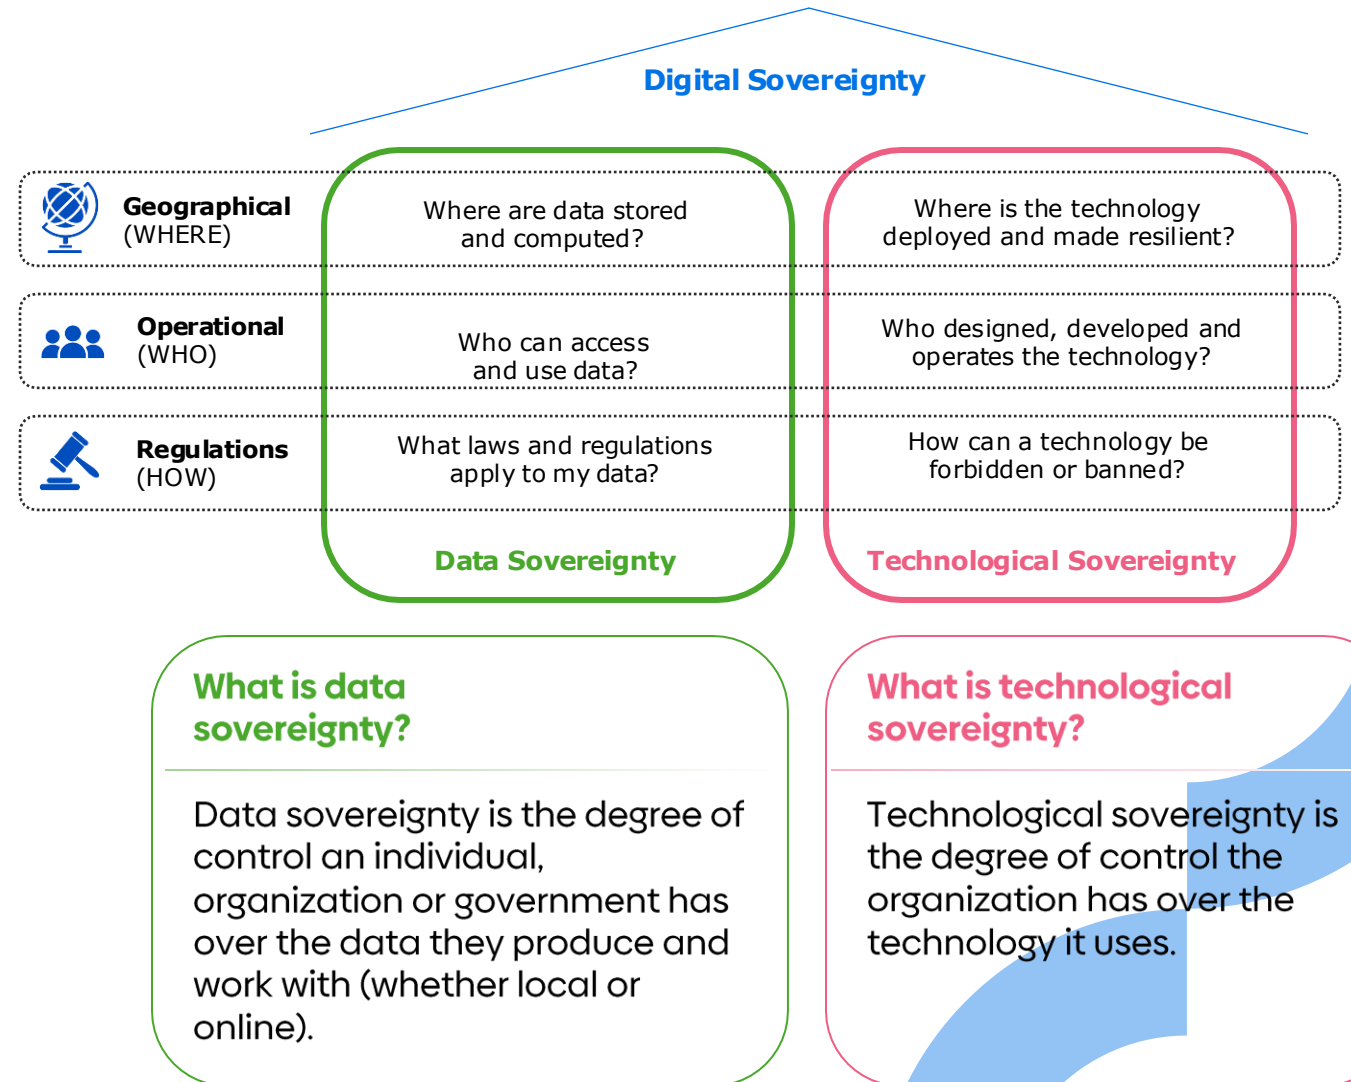 Digital Sovereignty
Geographical
(WHERE)
Where are data stored
and computed?
Where is the technology
deployed and made resilient?
Operational
(WHO)
Who can access
and use data?
Who designed, developed and
operates the technology?
Regulations
(HOW)
What laws and regulations
apply to my data?
How can a technology be
forbidden or banned?
Data Sovereignty
Technological Sovereignty
What is data
sovereignty?
Data sovereignty is the degree of
control an individual,
organization or government has
over the data they produce and
work with (whether local or
online).
What is technological
sovereignty?
Technological sovereignty is
the degree of control the
organization has over the
technology it uses.